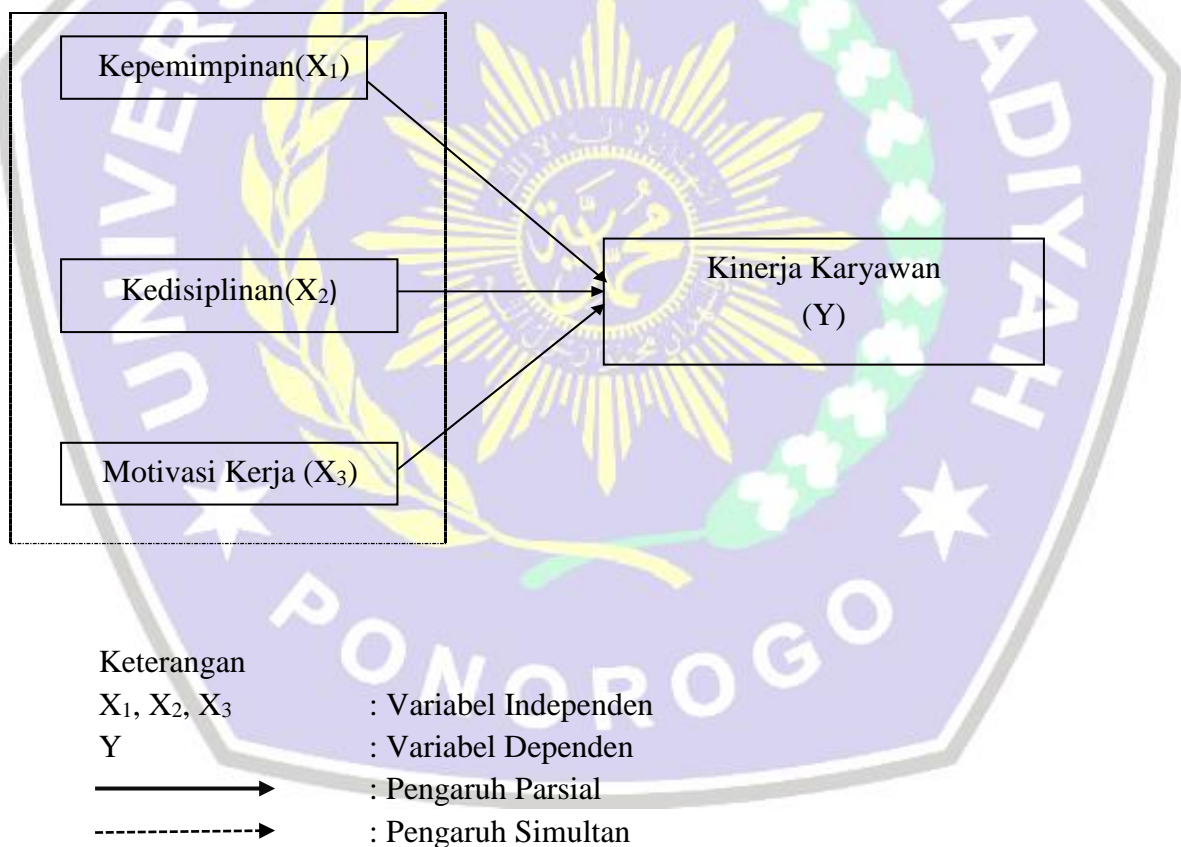 Kepemimpinan(X₁)
Kedisiplinan(X₂)
Motivasi Kerja (X₃)
Kinerja Karyawan
(Y)
PONOROGO
Keterangan
X₁, X₂, X₃ : Variabel Independen
Y : Variabel Dependen
: Pengaruh Parsial
: Pengaruh Simultan